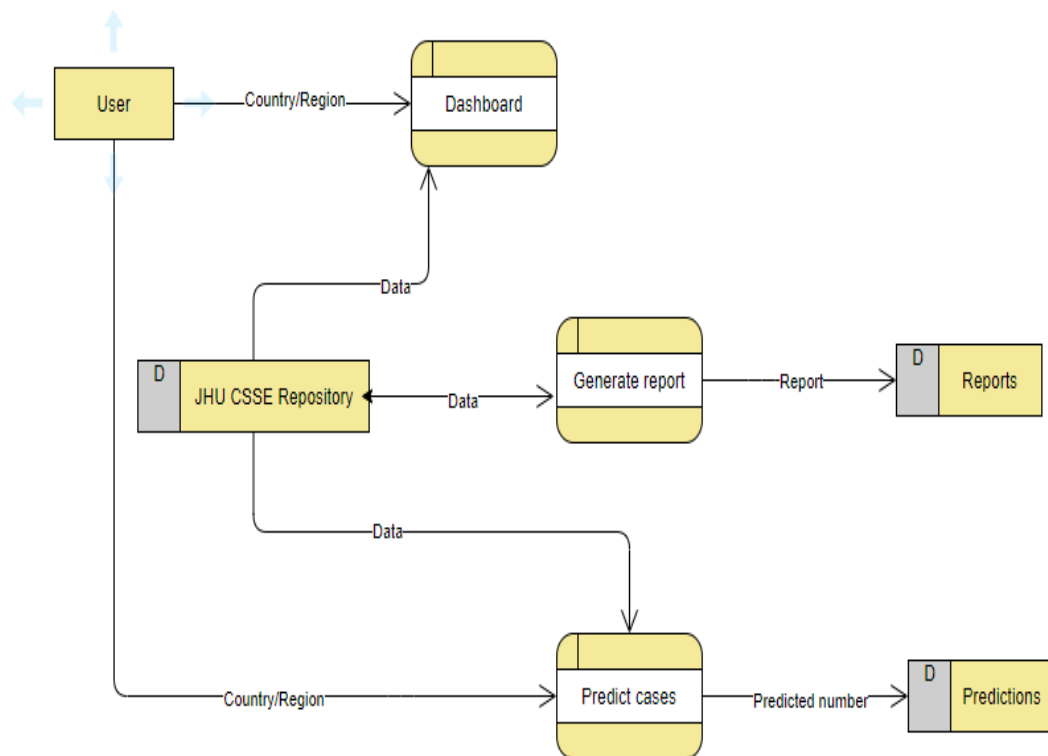 User
Country/Region
Dashboard
Data
D
JHU CSSE Repository
Data
Generate report
Report
D
Reports
Data
Country/Region
Predict cases
Predicted number
D
Predictions